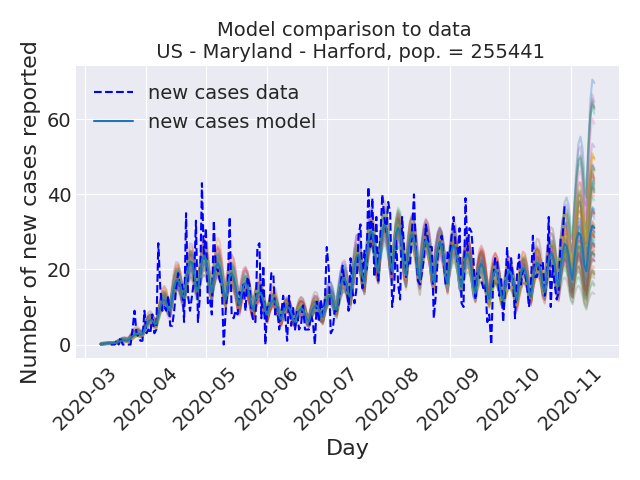 Model comparison to data
US - Maryland - Harford, pop. = 255441
Number of new cases reported
60
40
20
0
new cases data
new cases model
2020-03
2020-04
2020-05
2020-06
2020-07
2020-08
2020-09
2020-10
2020-11
Day